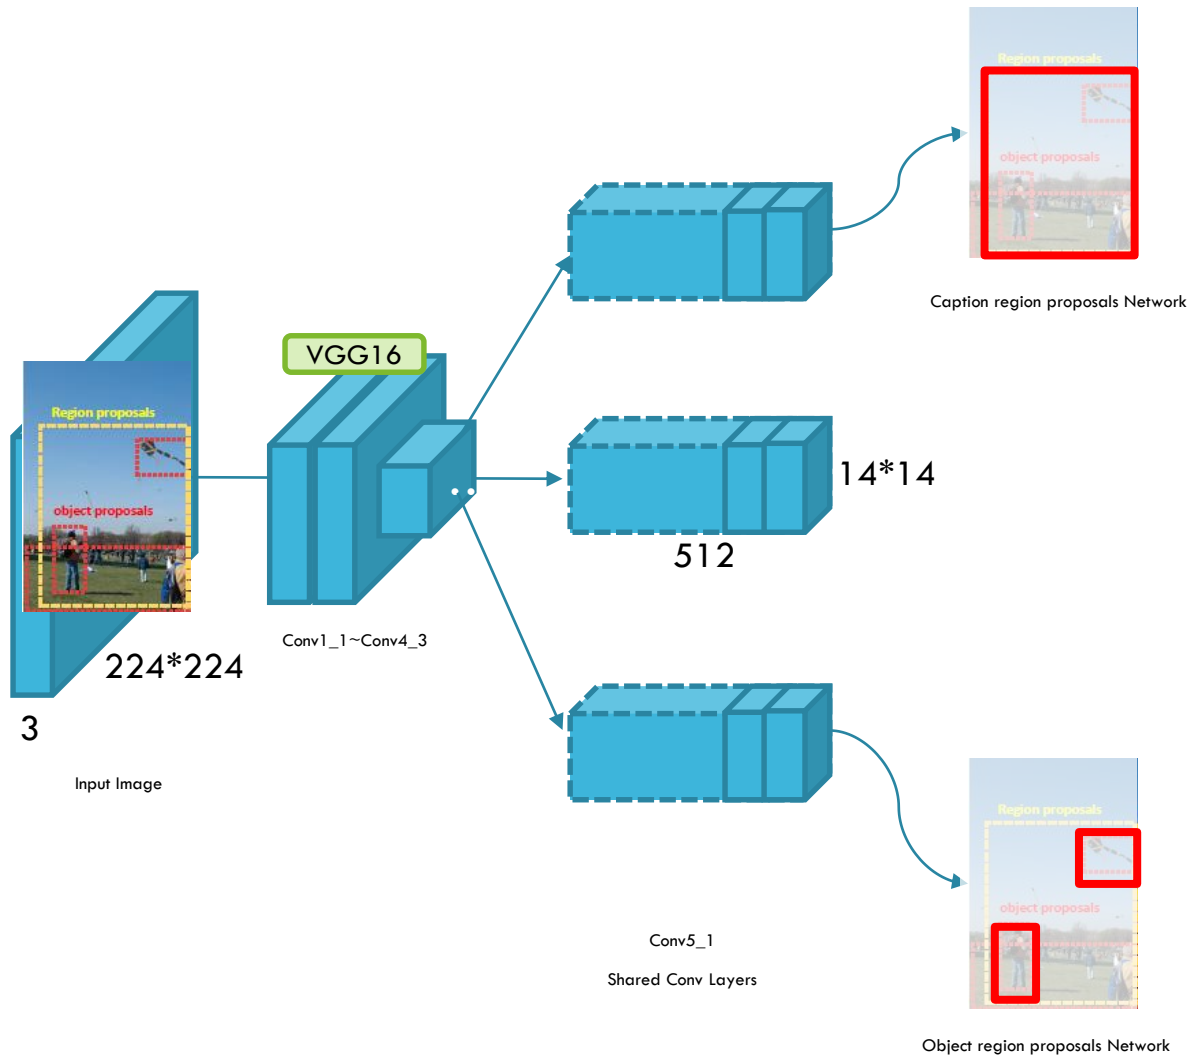 Region proposals
object proposals
Caption region proposals Network
VGG16
Region proposals
object proposals
14*14
512
Conv1_1~Conv4_3
224*224
3
Input Image
Region proposals
object proposals
Conv5_1
Shared Conv Layers
Object region proposals Network